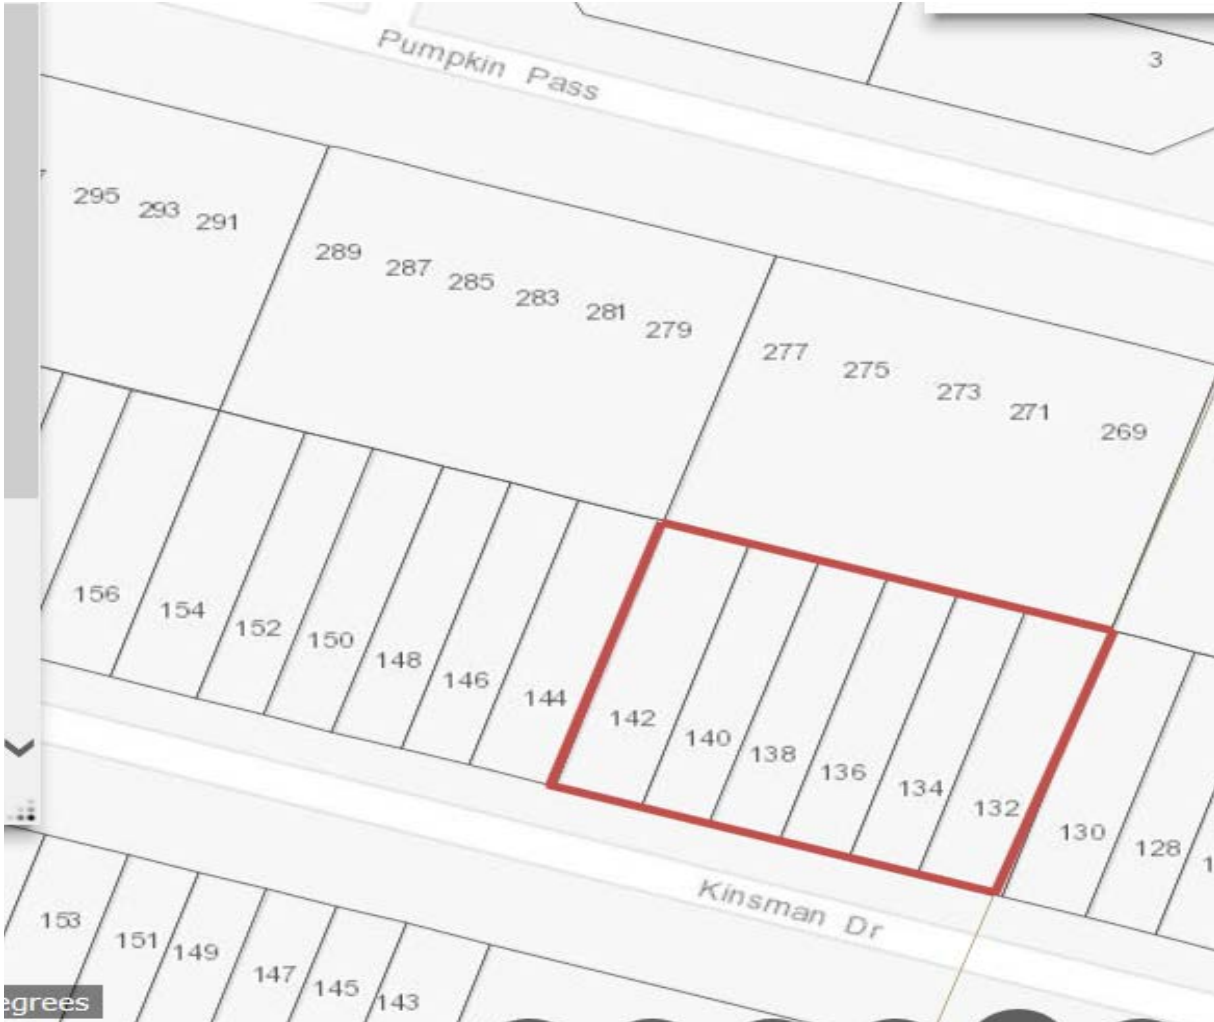 Pumpkin Pass
3
295 293 291
289 287 285 283 281 279
277 275 273 271 269
156 154 152 150 148 146 144
142 140 138 136 134 132
130 128
Kinsman Dr
153 151 149 147 145 143
egrees